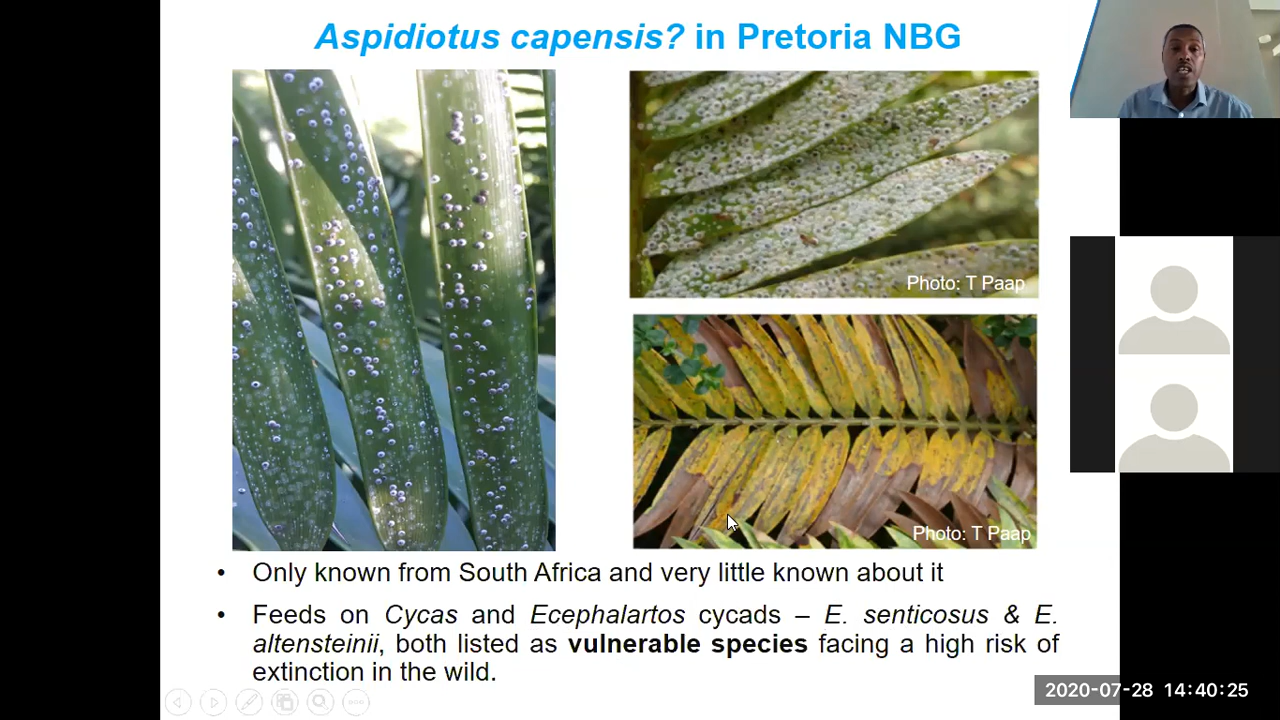 Aspidiotus capensis? in Pretoria NBG
Photo: T Paap
Photo: T Paap
• Only known from South Africa and very little known about it
• Feeds on Cycas and Ecephalartos cycads – E. senticosus & E.
altensteinii, both listed as vulnerable species facing a high risk of
extinction in the wild.
2020-07-28 14:40:25